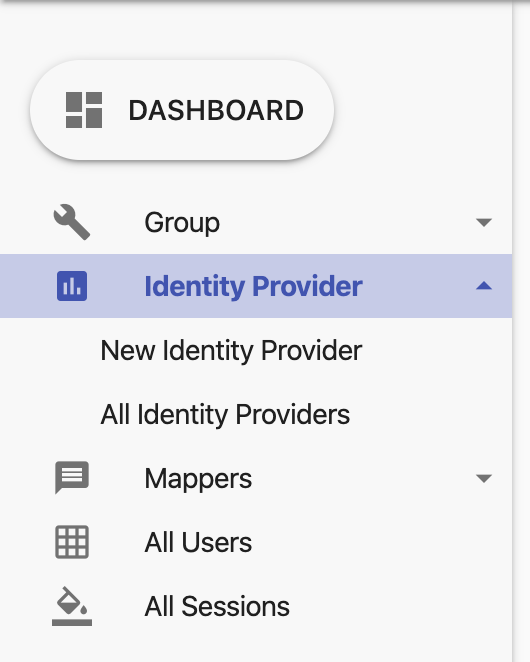 DASHBOARD
Group
Identity Provider
New Identity Provider
All Identity Providers
Mappers
All Users
All Sessions